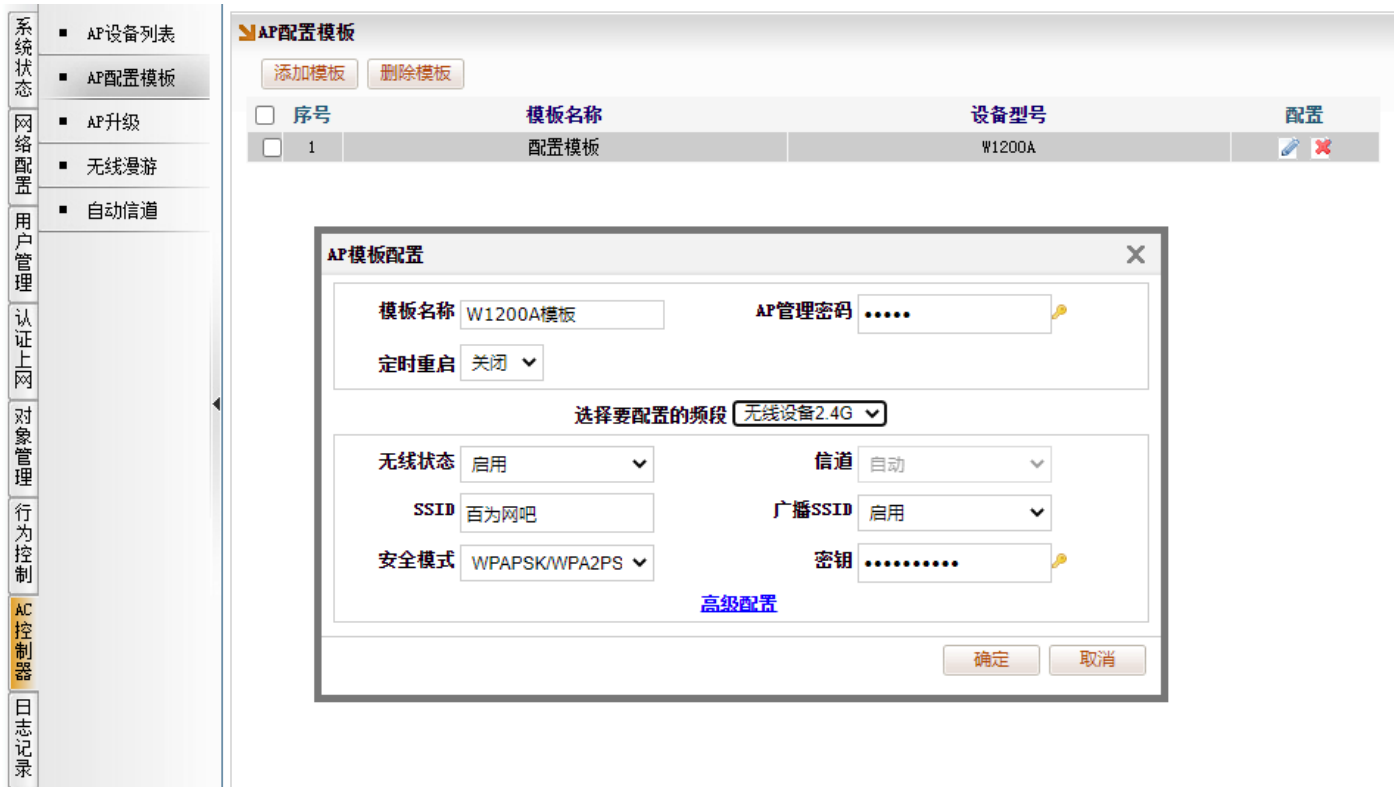 系统状态
网络配置
用户管理
认证上网
对象管理
行为控制
AC控制器
日志记录
AP设备列表
AP配置模板
AP升级
无线漫游
自动信道
AP配置模板
添加模板 删除模板
序号 模板名称 设备型号 配置
1 配置模板 W1200A
AP模板配置
模板名称 W1200A模板 AP管理密码 •••••
定时重启 关闭
选择要配置的频段 无线设备2.4G
无线状态 启用 信道 自动
SSID 百为网吧 广播SSID 启用
安全模式 WPAPSK/WPA2PS 密钥 ••••••••••
高级配置
确定 取消